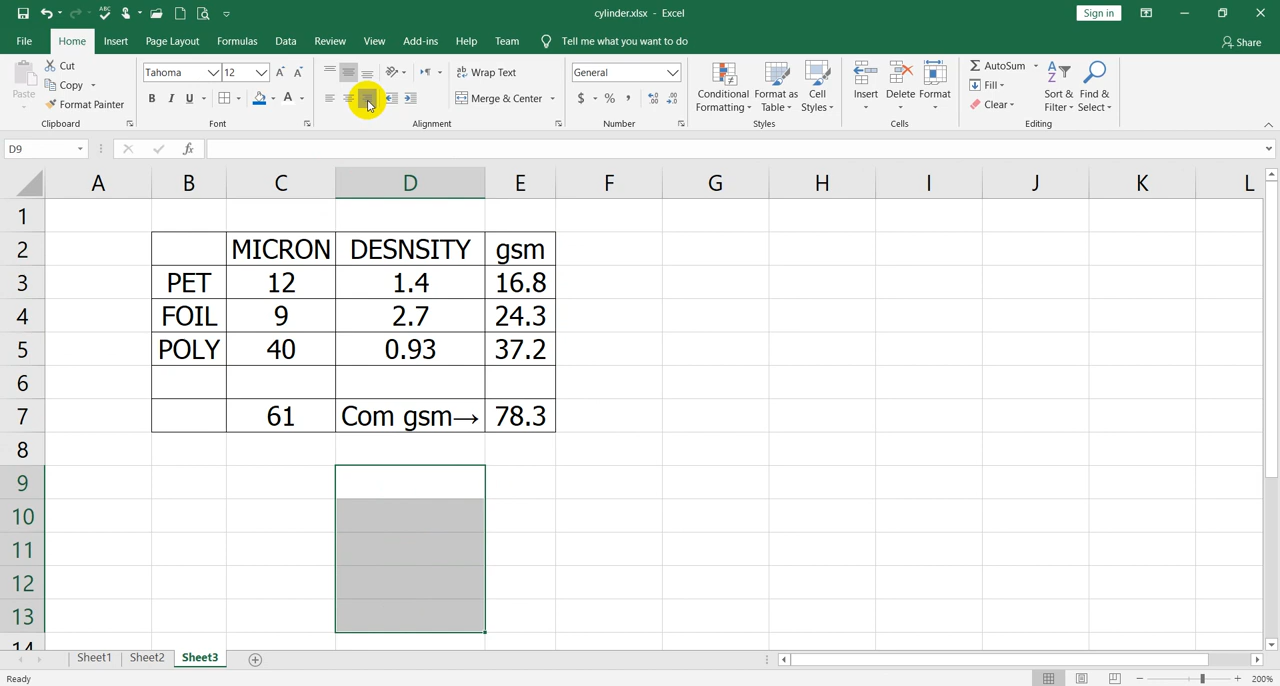 cylinder.xlsx - Excel
Sign in
File Home Insert Page Layout Formulas Data Review View Add-ins Help Team Tell me what you want to do Share
Paste
Cut
Copy
Format Painter
Clipboard
Tahoma 12
B I U
Font
Wrap Text
Merge & Center
Alignment
General
$ % ,
Number
Conditional
Formatting
Format as
Table
Cell
Styles
Styles
Insert Delete Format
Cells
AutoSum
Fill
Clear
Sort &
Filter
Find &
Select
Editing
D9
fx
A B C D E F G H I J K L
1
2 MICRON DESNSITY gsm
3 PET 12 1.4 16.8
4 FOIL 9 2.7 24.3
5 POLY 40 0.93 37.2
6
7 61 Com gsm→ 78.3
8
9
10
11
12
13
14
Sheet1 Sheet2 Sheet3
Ready
200%